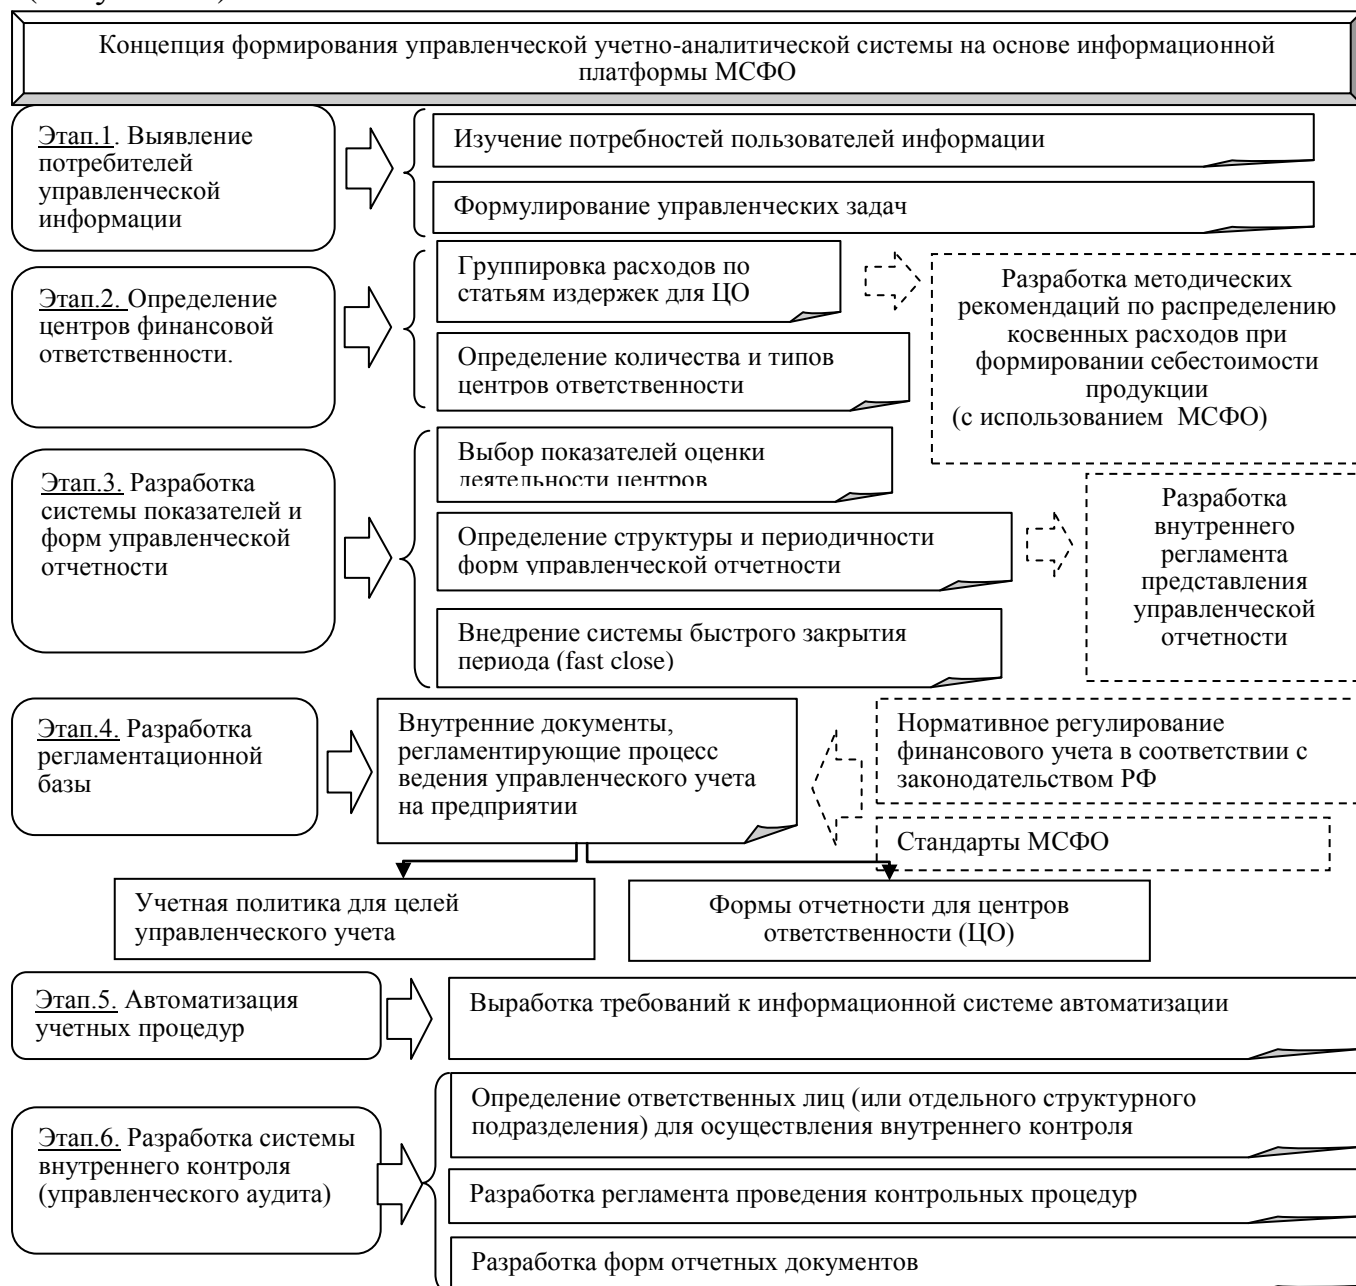 Концепция формирования управленческой учетно-аналитической системы на основе информационной
платформы МСФО
Этап.1. Выявление
потребителей
управленческой
информации
Изучение потребностей пользователей информации
Формулирование управленческих задач
Этап.2. Определение
центров финансовой
ответственности.
Группировка расходов по
статьям издержек для ЦО
Определение количества и типов
центров ответственности
Разработка методических
рекомендаций по распределению
косвенных расходов при
формировании себестоимости
продукции
(с использованием МСФО)
Этап.3. Разработка
системы показателей и
форм управленческой
отчетности
Выбор показателей оценки
деятельности центров
Определение структуры и периодичности
форм управленческой отчетности
Внедрение системы быстрого закрытия
периода (fast close)
Разработка
внутреннего
регламента
представления
управленческой
отчетности
Этап.4. Разработка
регламентационной
базы
Внутренние документы,
регламентирующие процесс
ведения управленческого учета
на предприятии
Нормативное регулирование
финансового учета в соответствии с
законодательством РФ
Стандарты МСФО
Учетная политика для целей
управленческого учета
Формы отчетности для центров
ответственности (ЦО)
Этап.5. Автоматизация
учетных процедур
Выработка требований к информационной системе автоматизации
Этап.6. Разработка системы
внутреннего контроля
(управленческого аудита)
Определение ответственных лиц (или отдельного структурного
подразделения) для осуществления внутреннего контроля
Разработка регламента проведения контрольных процедур
Разработка форм отчетных документов